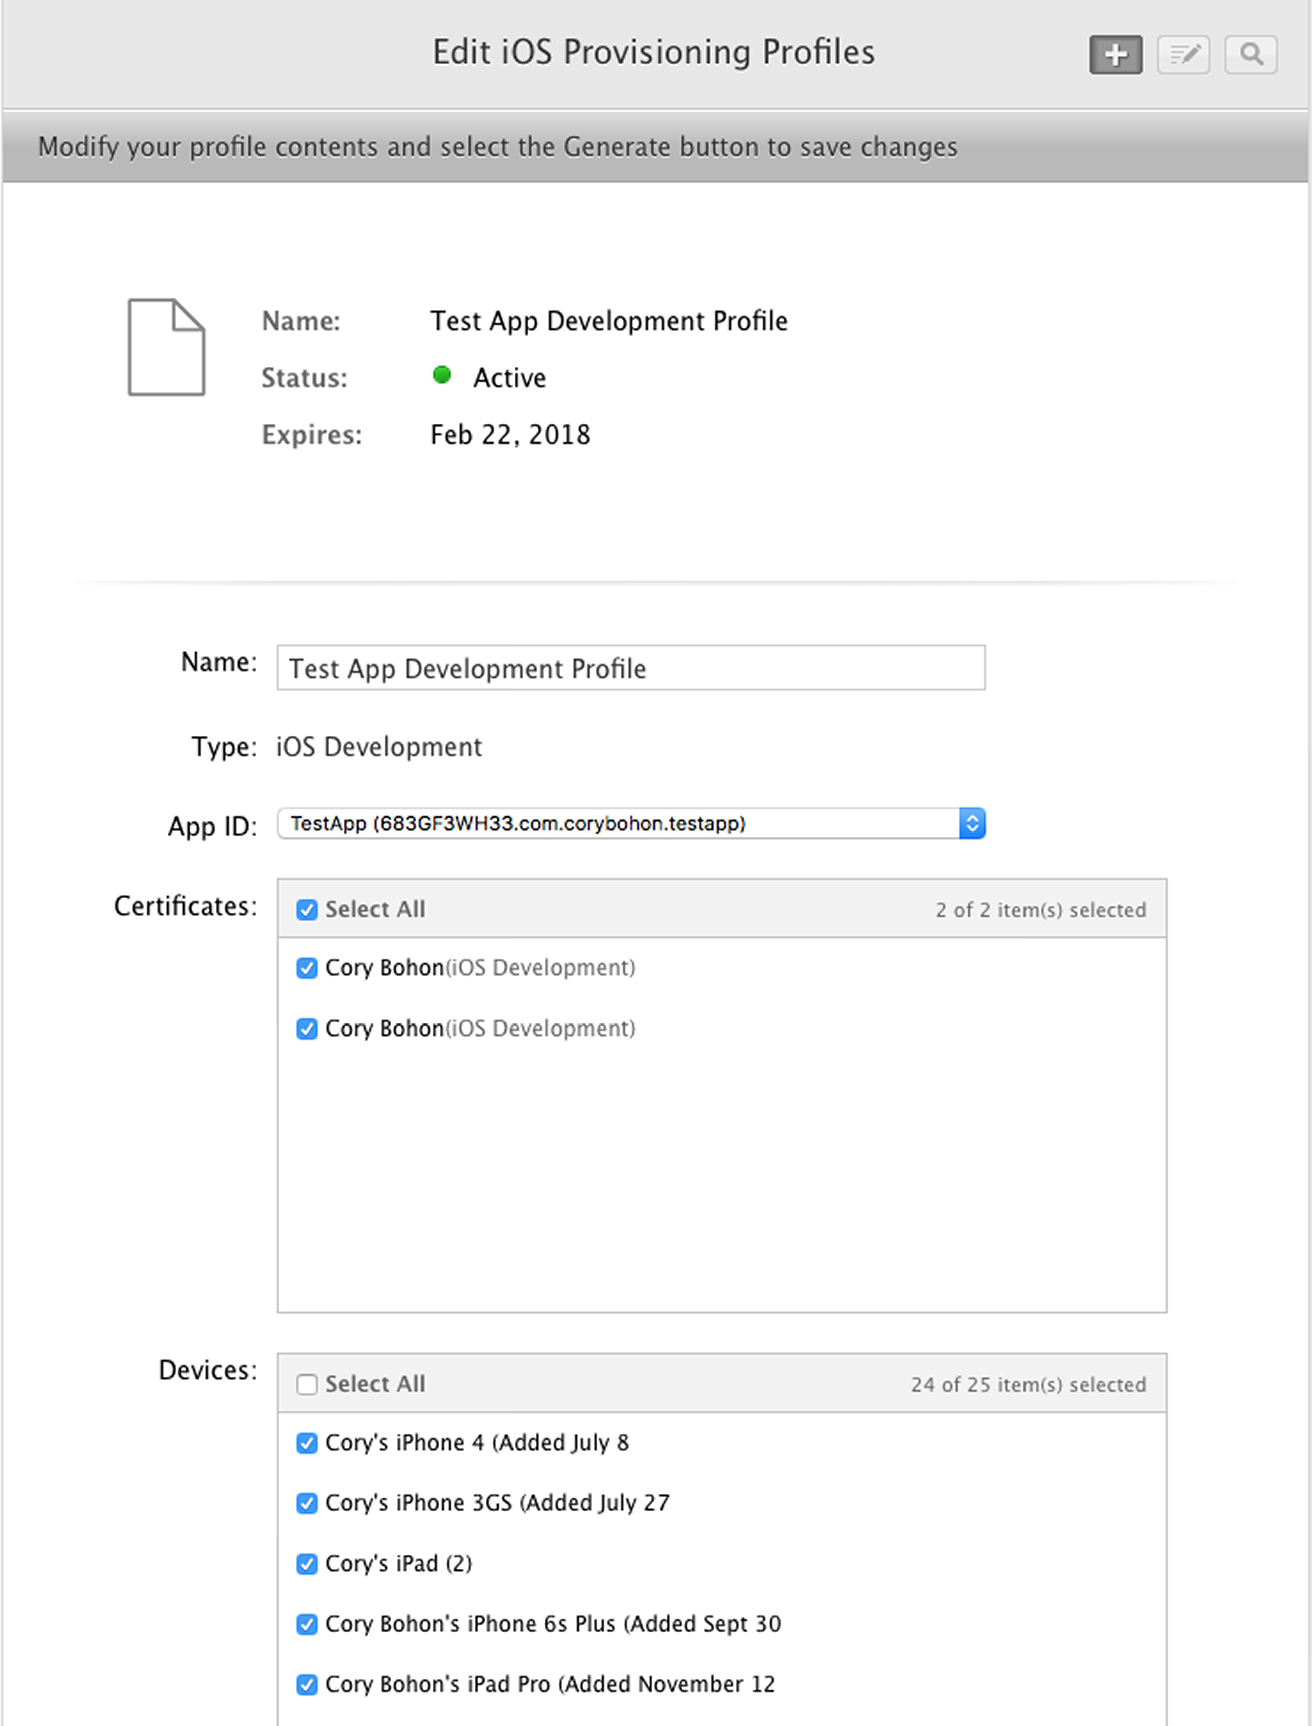 Edit iOS Provisioning Profiles
Modify your profile contents and select the Generate button to save changes
Name: Test App Development Profile
Status: Active
Expires: Feb 22, 2018
Name: Test App Development Profile
Type: iOS Development
App ID: TestApp (683GF3WH33.com.corybohon.testapp)
Certificates: Select All 2 of 2 item(s) selected
Cory Bohon(iOS Development)
Cory Bohon(iOS Development)
Devices: Select All 24 of 25 item(s) selected
Cory's iPhone 4 (Added July 8
Cory's iPhone 3GS (Added July 27
Cory's iPad (2)
Cory Bohon's iPhone 6s Plus (Added Sept 30
Cory Bohon's iPad Pro (Added November 12